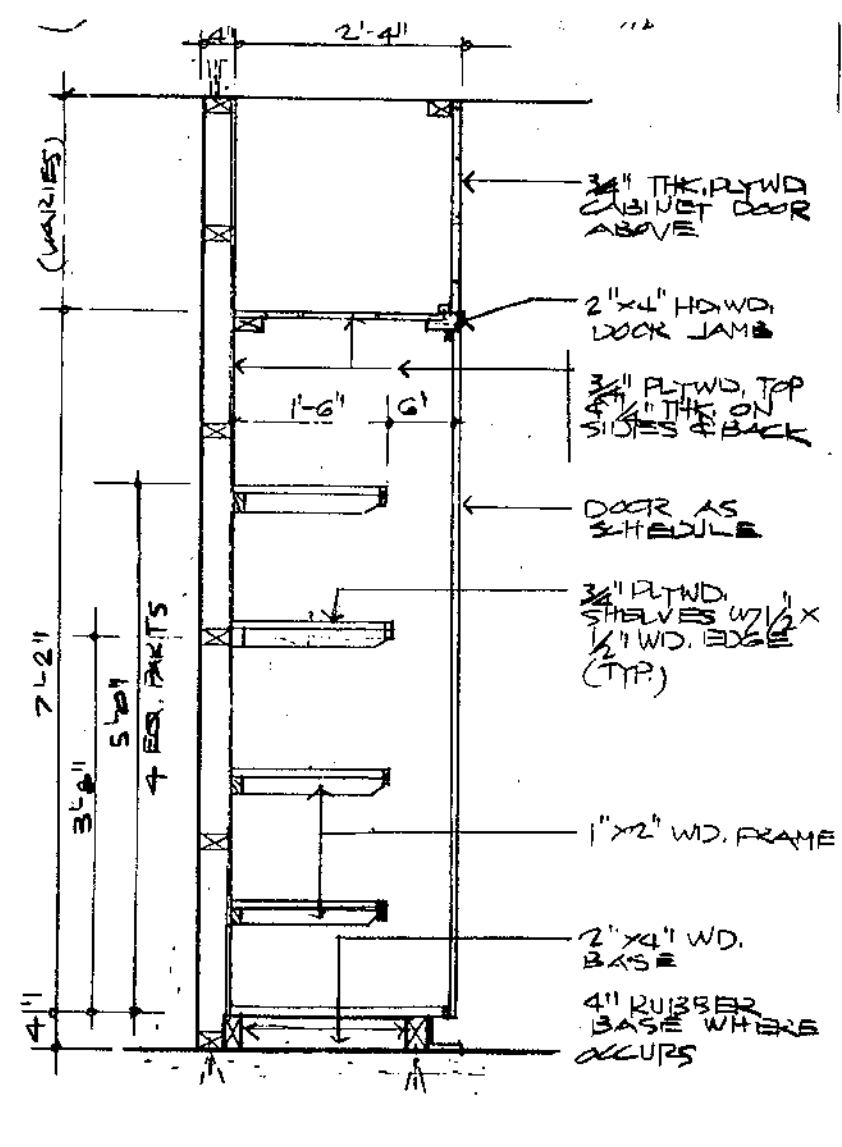 4"
2'-4"
(VARIES)
3/4" THK. PLYWD
CABINET DOOR
ABOVE
2"x4" HD.WD.
DOOR JAMB
3/4" PLYWD. TOP
& 1/4" THK. ON
SIDES & BACK
1'-6"
6"
DOOR AS
SCHEDULE
3/4" PLYWD.
SHELVES W/ 1/2" x
1/2" WD. EDGE
(TYP.)
7'-2"
5'-0"
4 EQ. PARTS
1"x2" WD. FRAME
2"x4" WD.
BASE
4"
4" RUBBER
BASE WHERE
OCCURS